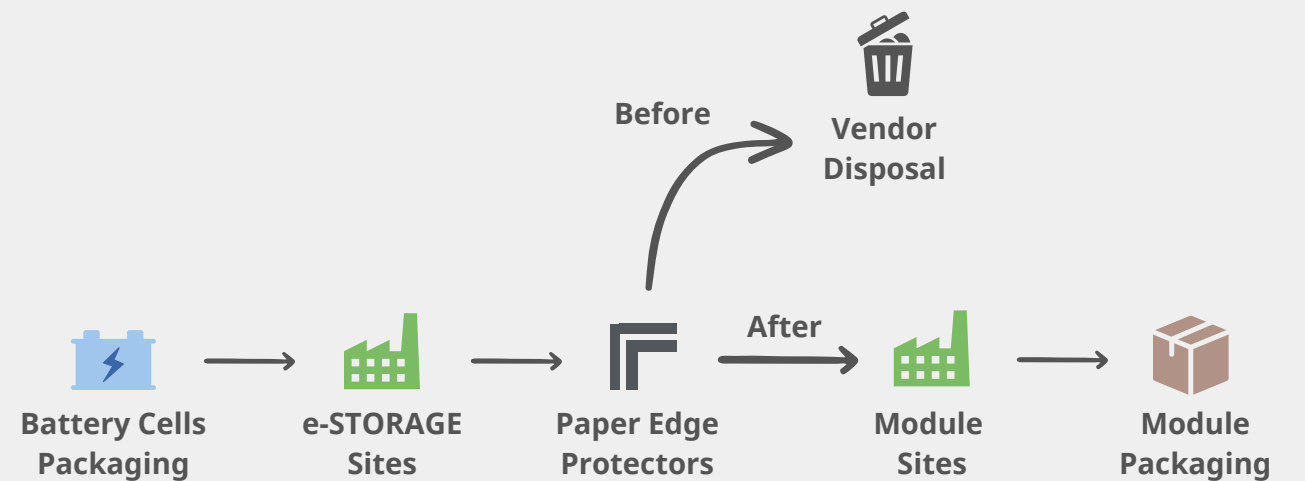 Before
Vendor
Disposal
After
Battery Cells
Packaging
e-STORAGE
Sites
Paper Edge
Protectors
Module
Sites
Module
Packaging